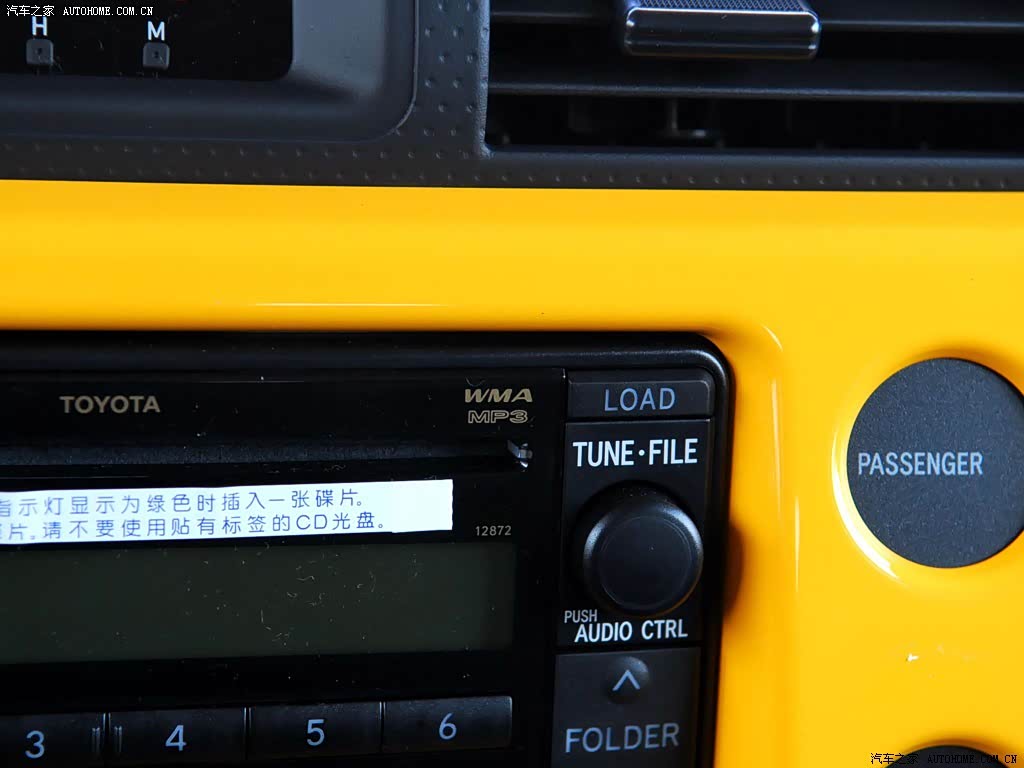 汽车之家 AUTOHOME.COM.CN
H M
TOYOTA
WMA
MP3
LOAD
TUNE·FILE
PASSENGER
指示灯显示为绿色时插入一张碟片。
碟片。请不要使用贴有标签的CD光盘。
12872
PUSH
AUDIO CTRL
3 4 5 6
FOLDER
汽车之家 AUTOHOME.COM.CN